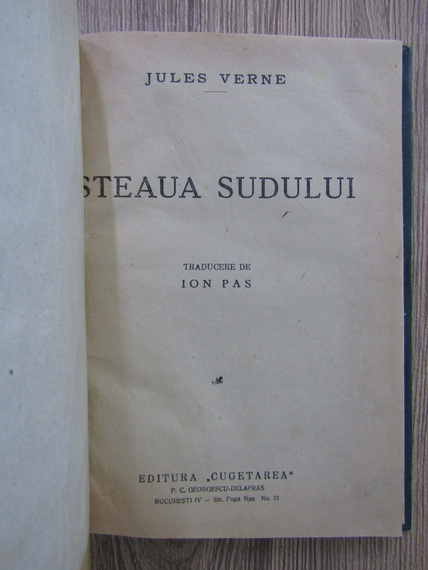 JULES VERNE
STEAUA SUDULUI
TRADUCERE DE
ION PAS
EDITURA „CUGETAREA“
P. C. GEORGESCU-DELAFRAS
BUCUREȘTI IV — Str. Popa Nan No. 21